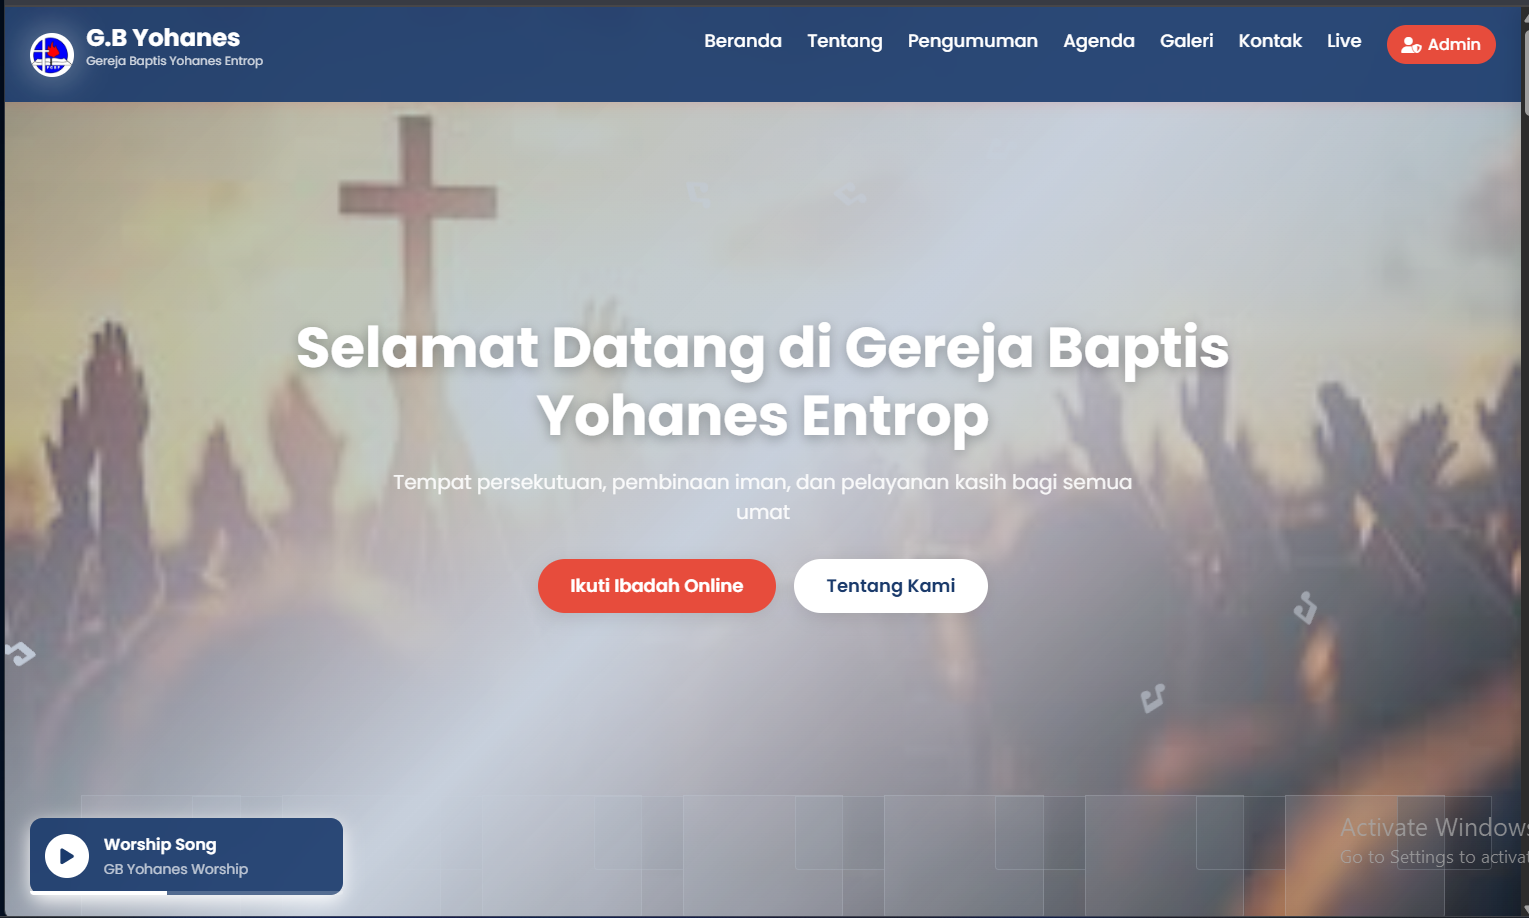 G.B Yohanes
Gereja Baptis Yohanes Entrop
Beranda Tentang Pengumuman Agenda Galeri Kontak Live Admin
Selamat Datang di Gereja Baptis
Yohanes Entrop
Tempat persekutuan, pembinaan iman, dan pelayanan kasih bagi semua
umat
Ikuti Ibadah Online Tentang Kami
Worship Song
GB Yohanes Worship
Activate Windows
Go to Settings to activat